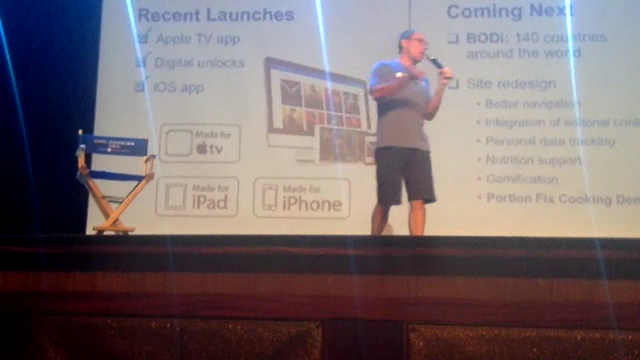 Recent Launches
Apple TV app
Digital unlocks
iOS app
Made for
tv
Made for
iPad
Made for
iPhone
Coming Next
BODi: 140 countries
around the world
Site redesign
• Better navigation
• Integration of editorial cont
• Personal data tracking
• Nutrition support
• Gamification
• Portion Fix Cooking Dem